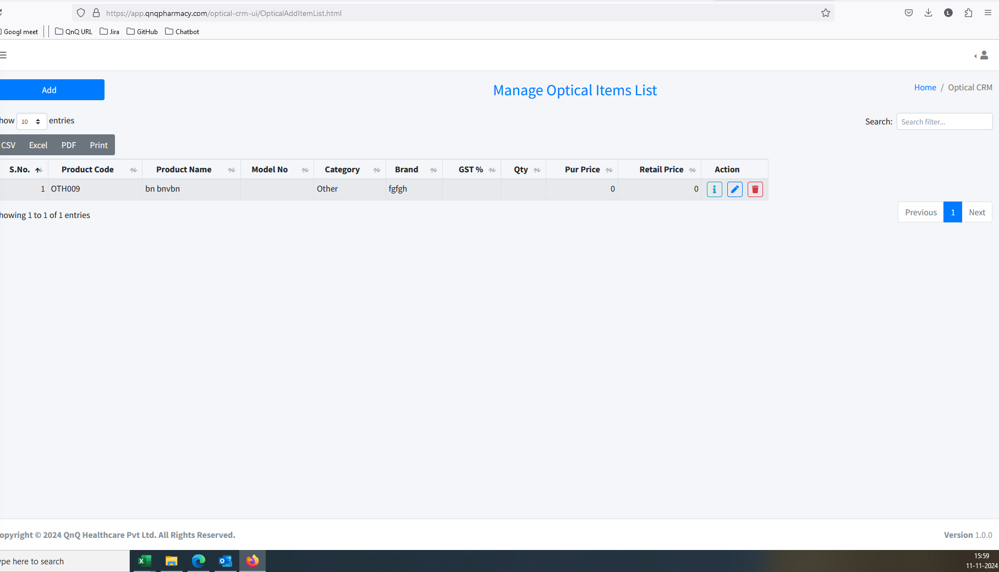 https://app.qnqpharmacy.com/optical-crm-ui/OpticalAddItemList.html
L
Googl meet QnQ URL Jira GitHub Chatbot
Add
Manage Optical Items List
Home / Optical CRM
how 10 entries
Search: Search filter...
CSV Excel PDF Print
S.No. Product Code Product Name Model No Category Brand GST % Qty Pur Price Retail Price Action
1 OTH009 bn bnvbn Other fgfgh 0 0
howing 1 to 1 of 1 entries
Previous 1 Next
opyright © 2024 QnQ Healthcare Pvt Ltd. All Rights Reserved.
Version 1.0.0
ype here to search
15:59
11-11-2024